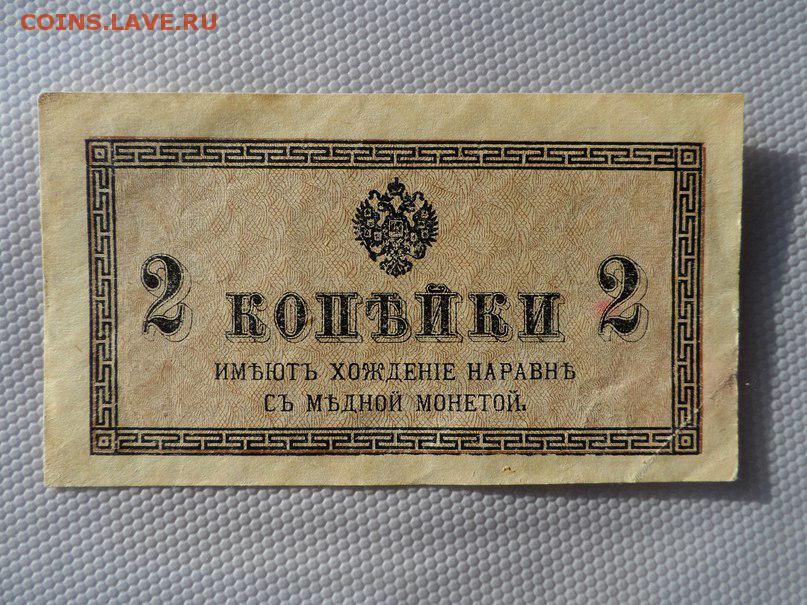 COINS.LAVE.RU
2 КОПѢЙКИ 2
ИМѢЮТЪ ХОЖДЕНІЕ НАРАВНѢ
СЪ МѢДНОЙ МОНЕТОЙ.